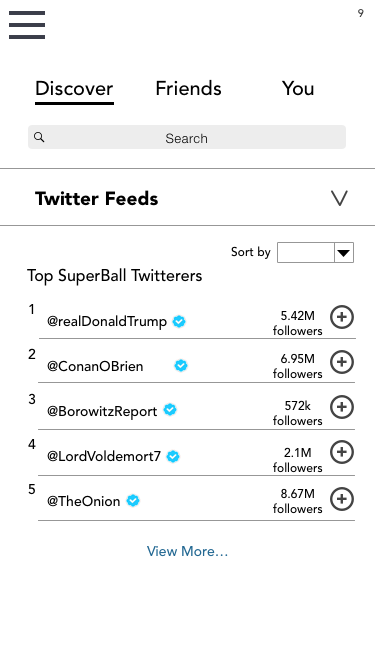 9
Discover Friends You
Search
Twitter Feeds
Sort by
Top SuperBall Twitterers
1 @realDonaldTrump 5.42M followers
2 @ConanOBrien 6.95M followers
3 @BorowitzReport 572k followers
4 @LordVoldemort7 2.1M followers
5 @TheOnion 8.67M followers
View More...